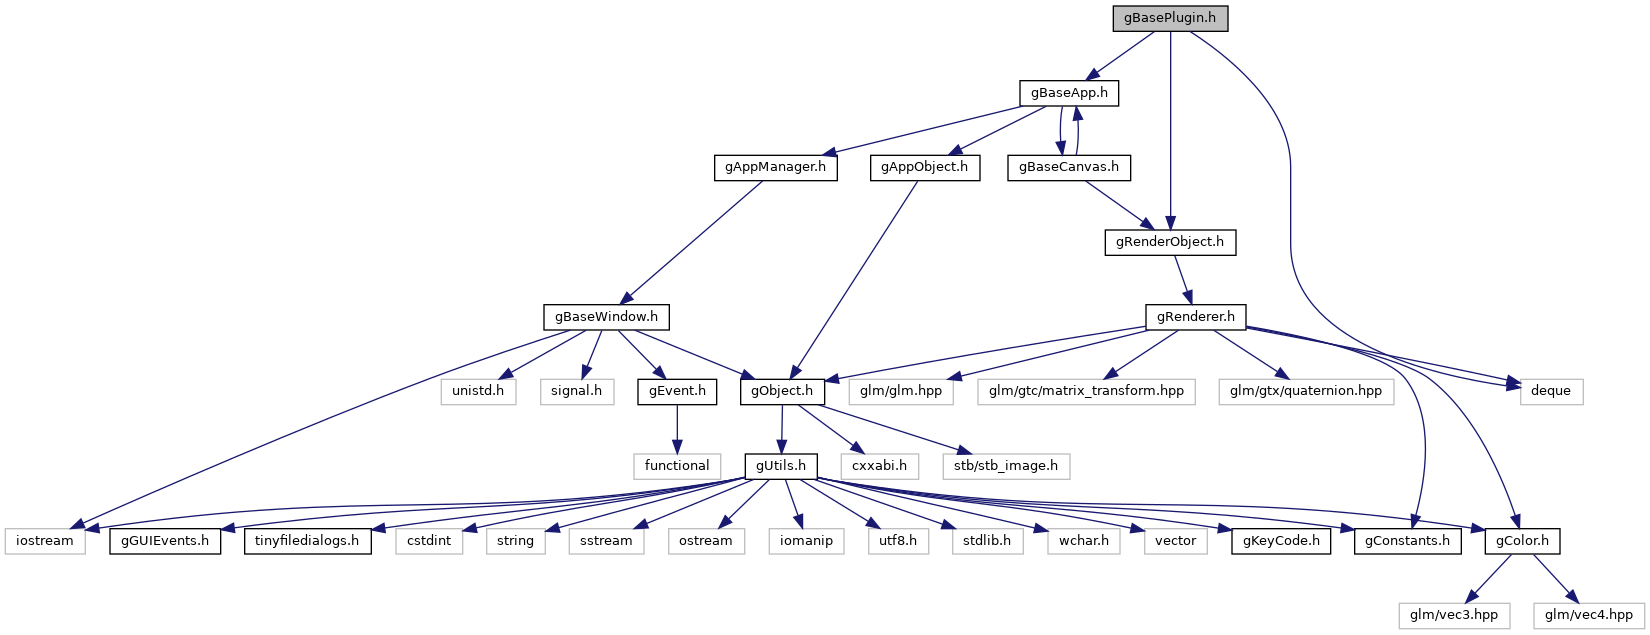 gBasePlugin.h
gBaseApp.h
gAppManager.h
gAppObject.h
gBaseCanvas.h
gRenderObject.h
gBaseWindow.h
gRenderer.h
unistd.h
signal.h
gEvent.h
gObject.h
glm/glm.hpp
glm/gtc/matrix_transform.hpp
glm/gtx/quaternion.hpp
deque
functional
gUtils.h
cxxabi.h
stb/stb_image.h
iostream
gGUIEvents.h
tinyfiledialogs.h
cstdint
string
sstream
ostream
iomanip
utf8.h
stdlib.h
wchar.h
vector
gKeyCode.h
gConstants.h
gColor.h
glm/vec3.hpp
glm/vec4.hpp